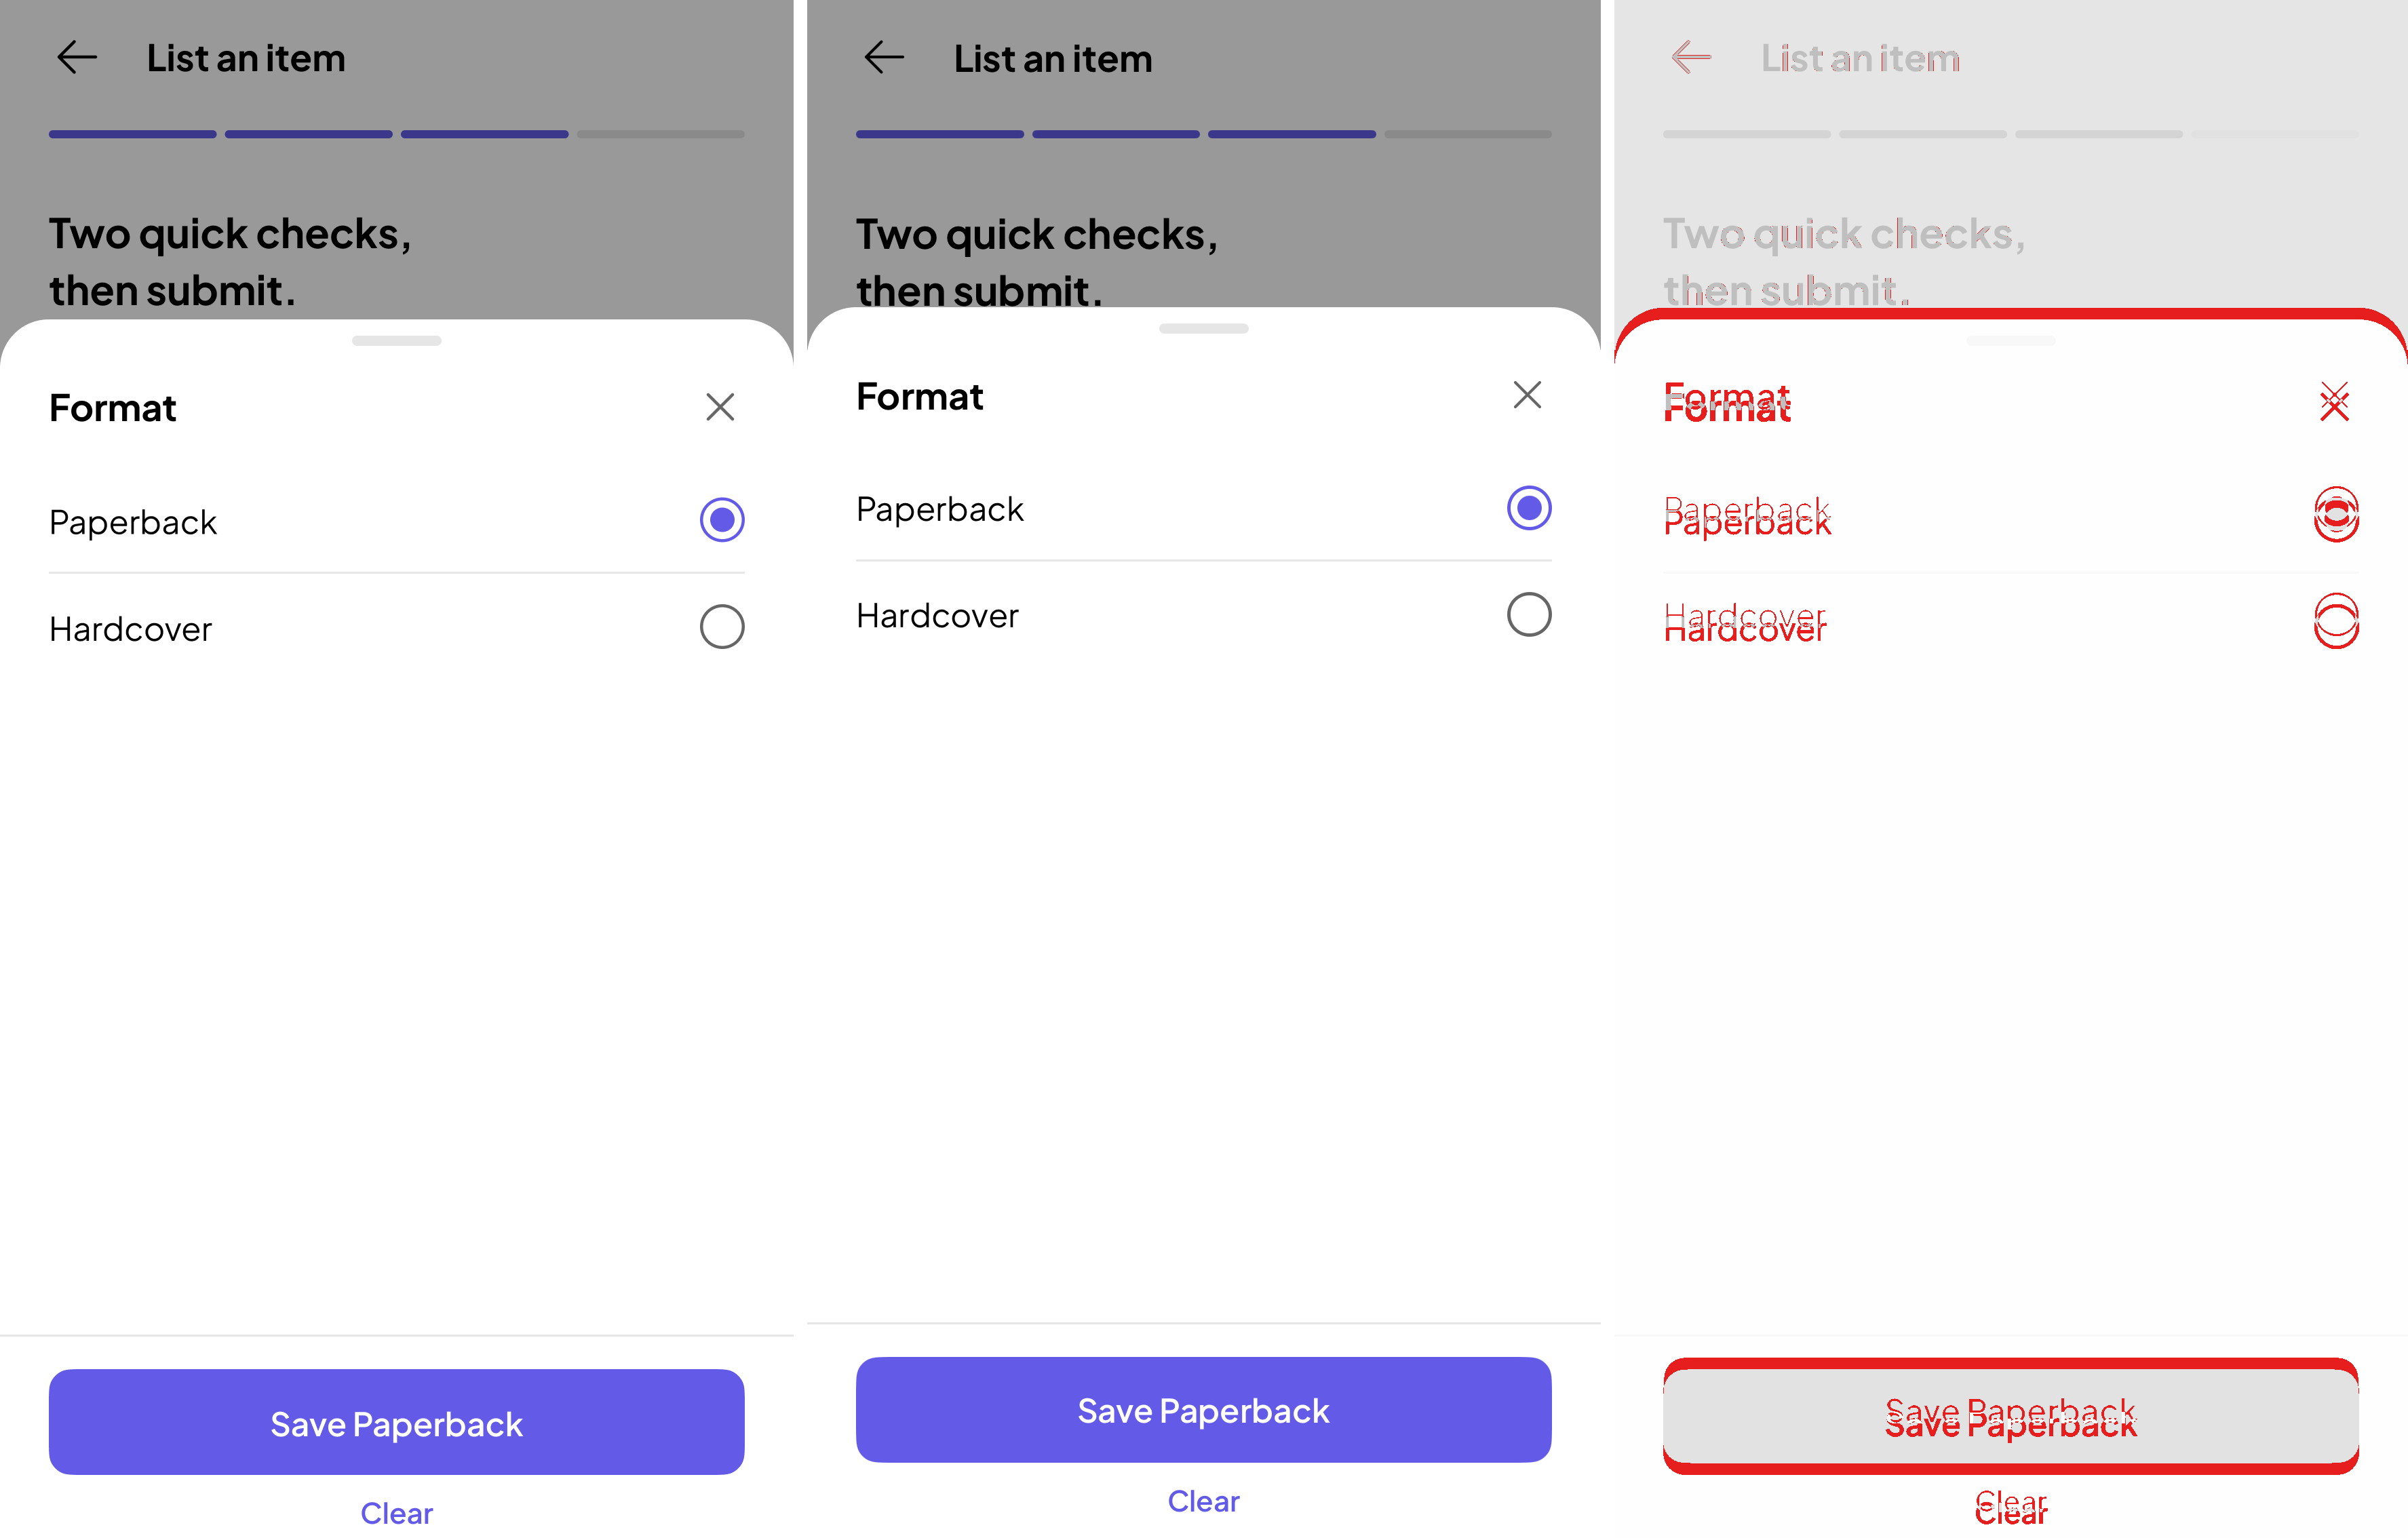 List an item
Two quick checks,
then submit.
Format
Paperback
Hardcover
Save Paperback
Clear
List an item
Two quick checks,
then submit.
Format
Paperback
Hardcover
Save Paperback
Clear
List an item
Two quick checks,
then submit.
Format
Paperback
Hardcover
Save Paperback
Clear